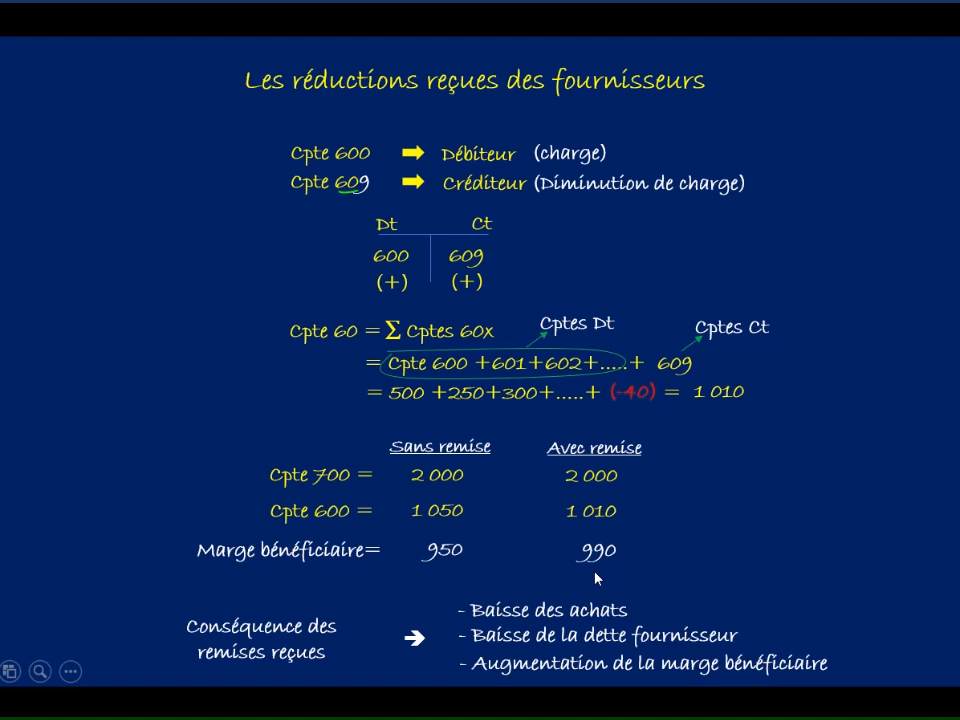 Les réductions reçues des fournisseurs
Cpte 600 ➡ Débiteur (charge)
Cpte 609 ➡ Créditeur (Diminution de charge)
Dt Ct
600 609
(+) (+)
Cptes Dt Cptes Ct
Cpte 60 = Σ Cptes 60x
= Cpte 600 +601+602+.....+ 609
= 500 +250+300+.....+ (-40) = 1 010
Sans remise Avec remise
Cpte 700 = 2 000 2 000
Cpte 600 = 1 050 1 010
Marge bénéficiaire= 950 990
Conséquence des remises reçues ➔
- Baisse des achats
- Baisse de la dette fournisseur
- Augmentation de la marge bénéficiaire